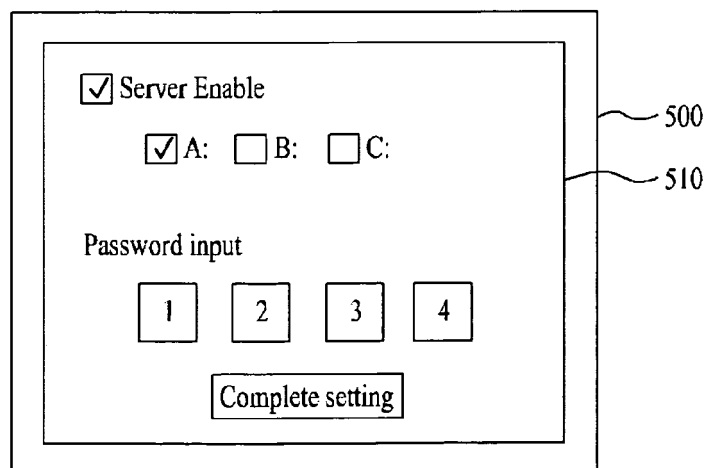 Server Enable
A: B: C:
500
510
Password input
1 2 3 4
Complete setting